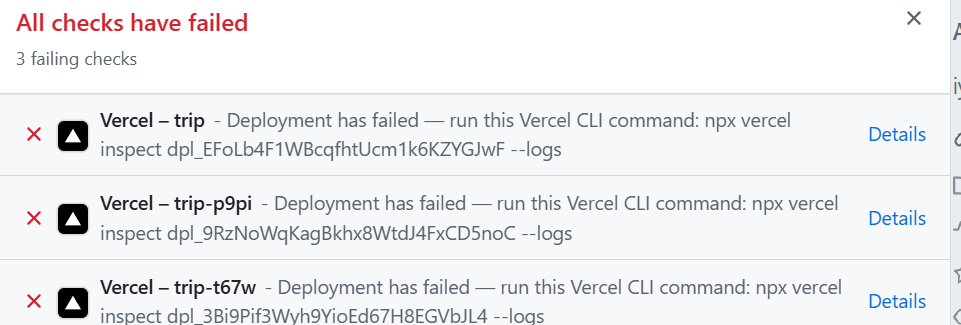 All checks have failed
3 failing checks
Vercel – trip - Deployment has failed — run this Vercel CLI command: npx vercel
inspect dpl_EFoLb4F1WBcqfhtUcm1k6KZYGJwF --logs
Details
Vercel – trip-p9pi - Deployment has failed — run this Vercel CLI command: npx vercel
inspect dpl_9RzNoWqKagBkhx8WtdJ4FxCD5noC --logs
Details
Vercel – trip-t67w - Deployment has failed — run this Vercel CLI command: npx vercel
inspect dpl_3Bi9Pif3Wyh9YioEd67H8EGVbJL4 --logs
Details